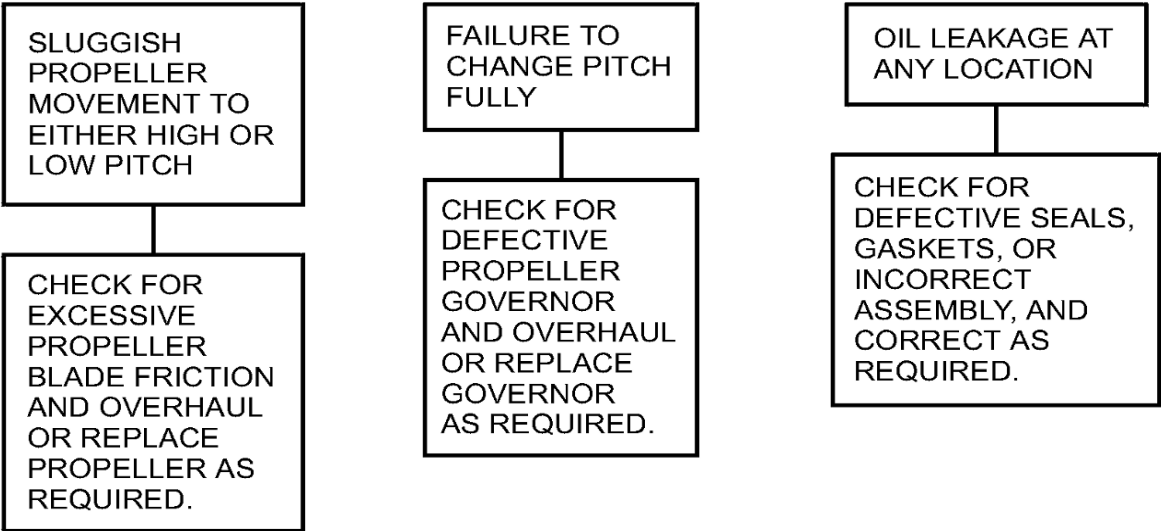 SLUGGISH
PROPELLER
MOVEMENT TO
EITHER HIGH OR
LOW PITCH
CHECK FOR
EXCESSIVE
PROPELLER
BLADE FRICTION
AND OVERHAUL
OR REPLACE
PROPELLER AS
REQUIRED.
FAILURE TO
CHANGE PITCH
FULLY
CHECK FOR
DEFECTIVE
PROPELLER
GOVERNOR
AND OVERHAUL
OR REPLACE
GOVERNOR
AS REQUIRED.
OIL LEAKAGE AT
ANY LOCATION
CHECK FOR
DEFECTIVE SEALS,
GASKETS, OR
INCORRECT
ASSEMBLY, AND
CORRECT AS
REQUIRED.